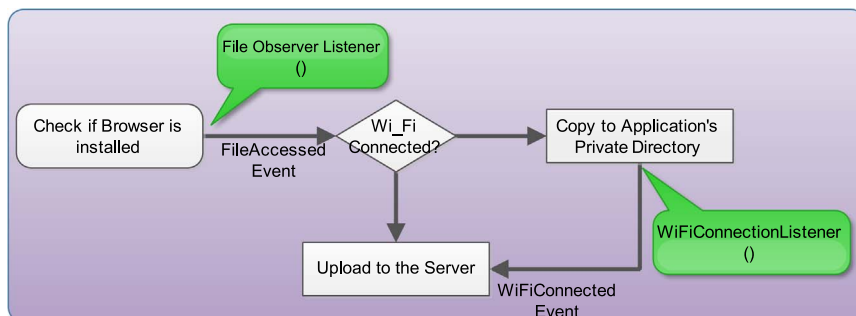 File Observer Listener
()
Check if Browser is
installed
FileAccessed
Event
Wi_Fi
Connected?
Copy to Application's
Private Directory
WiFiConnectionListener
()
Upload to the Server
WiFiConnected
Event